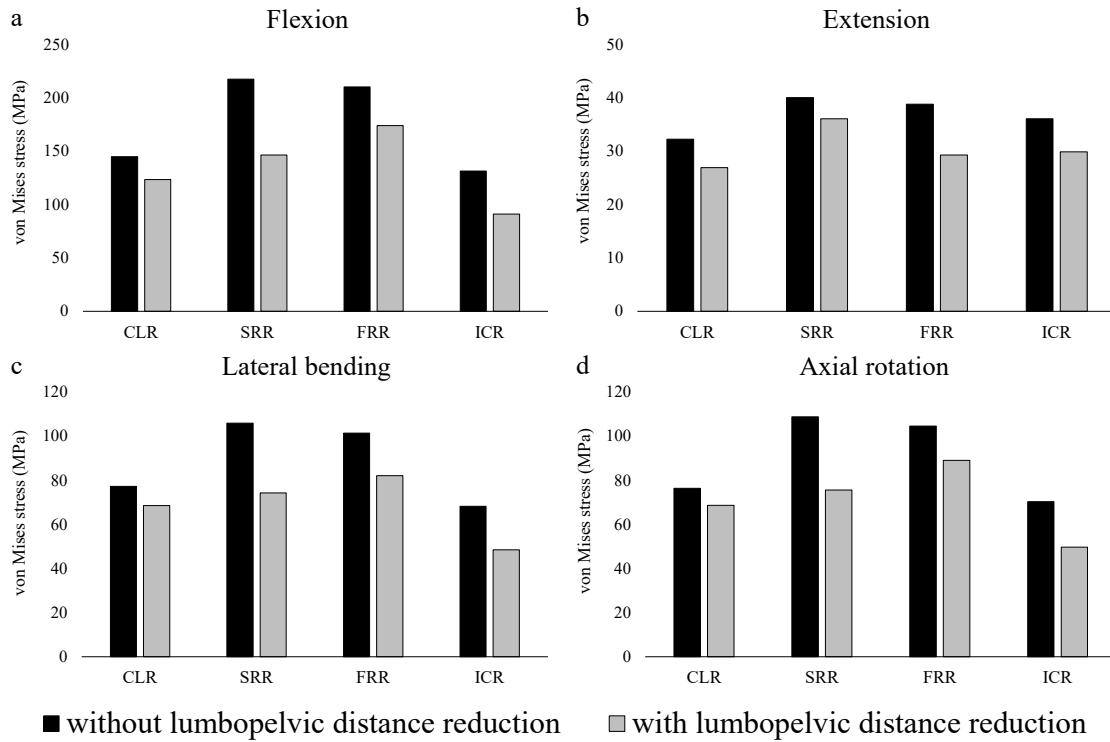 a
Flexion
von Mises stress (MPa)
250
200
150
100
50
0
CLR SRR FRR ICR
b
Extension
von Mises stress (MPa)
50
40
30
20
10
0
CLR SRR FRR ICR
c
Lateral bending
von Mises stress (MPa)
120
100
80
60
40
20
0
CLR SRR FRR ICR
d
Axial rotation
von Mises stress (MPa)
120
100
80
60
40
20
0
CLR SRR FRR ICR
without lumbopelvic distance reduction
with lumbopelvic distance reduction